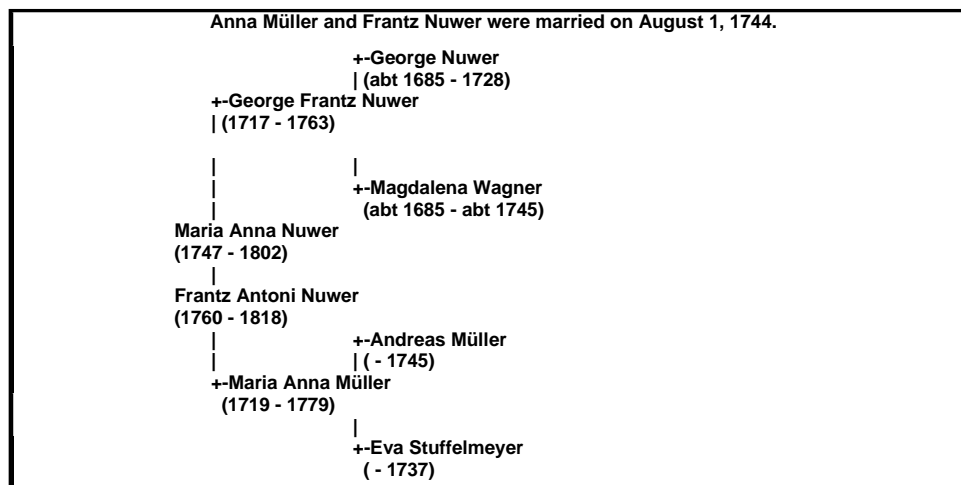 Anna Müller and Frantz Nuwer were married on August 1, 1744.
+-George Nuwer
| (abt 1685 - 1728)
+-George Frantz Nuwer
| (1717 - 1763)
| |
| +-Magdalena Wagner
| (abt 1685 - abt 1745)
Maria Anna Nuwer
(1747 - 1802)
|
Frantz Antoni Nuwer
(1760 - 1818)
| +-Andreas Müller
| | ( - 1745)
+-Maria Anna Müller
(1719 - 1779)
|
+-Eva Stuffelmeyer
( - 1737)